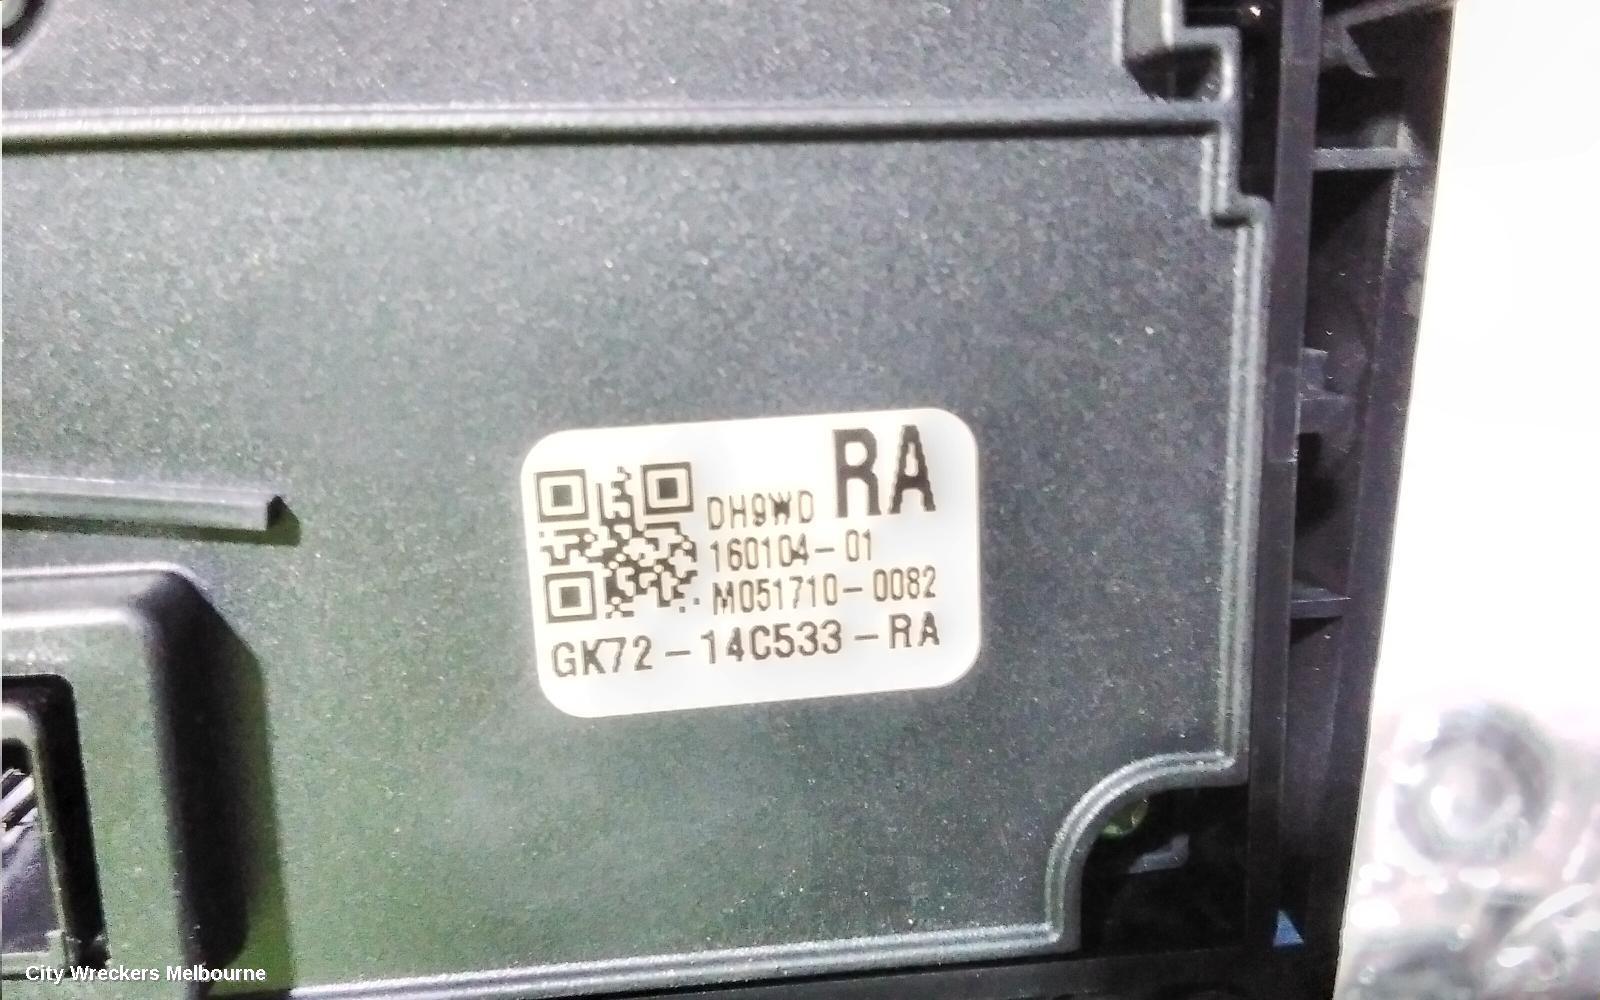 RA
DH9WD
160104-01
M051710-0082
GK72-14C533-RA
City Wreckers Melbourne